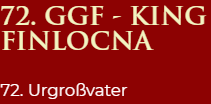 72. GGF - KING
FINLOCNA
72. Urgroßvater